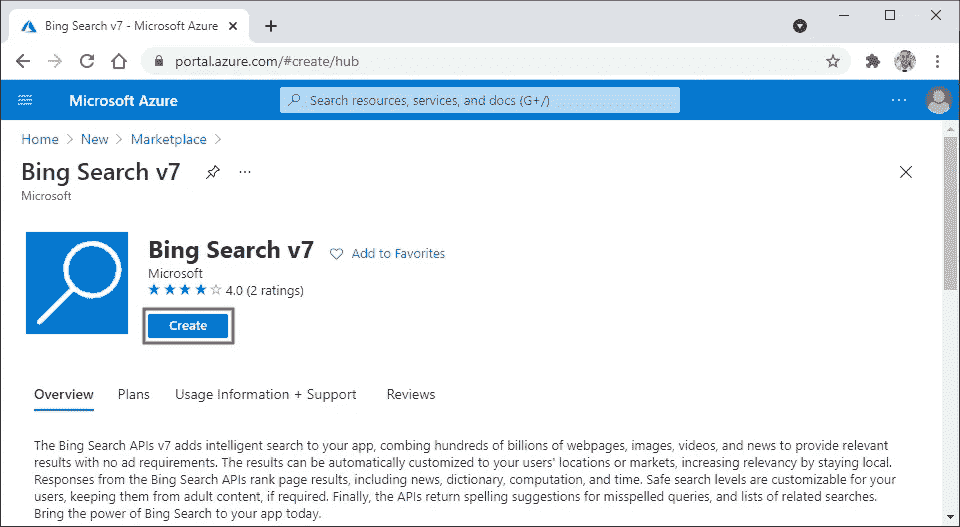 Bing Search v7 - Microsoft Azure
portal.azure.com/#create/hub
Microsoft Azure
Search resources, services, and docs (G+/)
Home > New > Marketplace >
Bing Search v7
Microsoft
Bing Search v7
Add to Favorites
Microsoft
4.0 (2 ratings)
Create
Overview Plans Usage Information + Support Reviews
The Bing Search APIs v7 adds intelligent search to your app, combing hundreds of billions of webpages, images, videos, and news to provide relevant
results with no ad requirements. The results can be automatically customized to your users' locations or markets, increasing relevancy by staying local.
Responses from the Bing Search APIs rank page results, including news, dictionary, computation, and time. Safe search levels are customizable for your
users, keeping them from adult content, if required. Finally, the APIs return spelling suggestions for misspelled queries, and lists of related searches.
Bring the power of Bing Search to your app today.